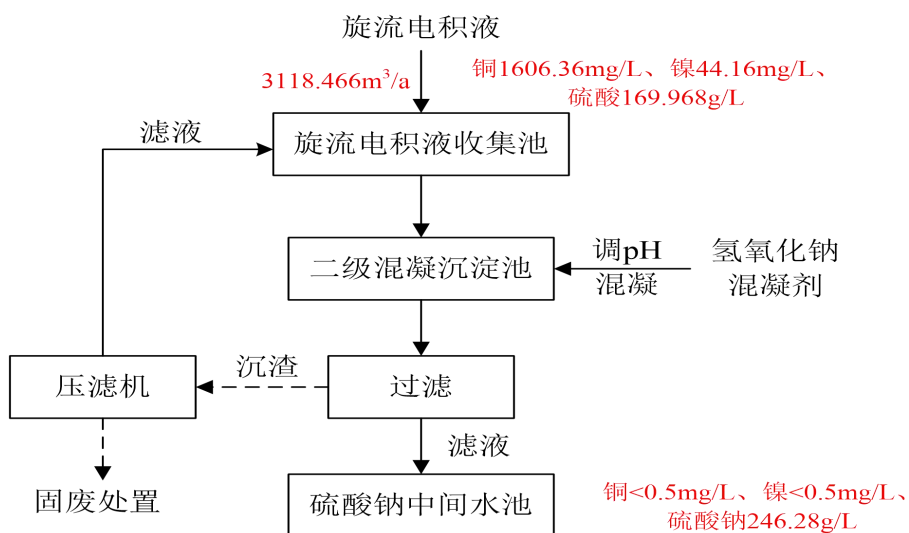 旋流电积液
3118.466m³/a
铜1606.36mg/L、镍44.16mg/L、
硫酸169.968g/L
滤液
旋流电积液收集池
二级混凝沉淀池
调pH
混凝
氢氧化钠
混凝剂
压滤机
沉渣
过滤
滤液
固废处置
硫酸钠中间水池
铜<0.5mg/L、镍<0.5mg/L、
硫酸钠246.28g/L